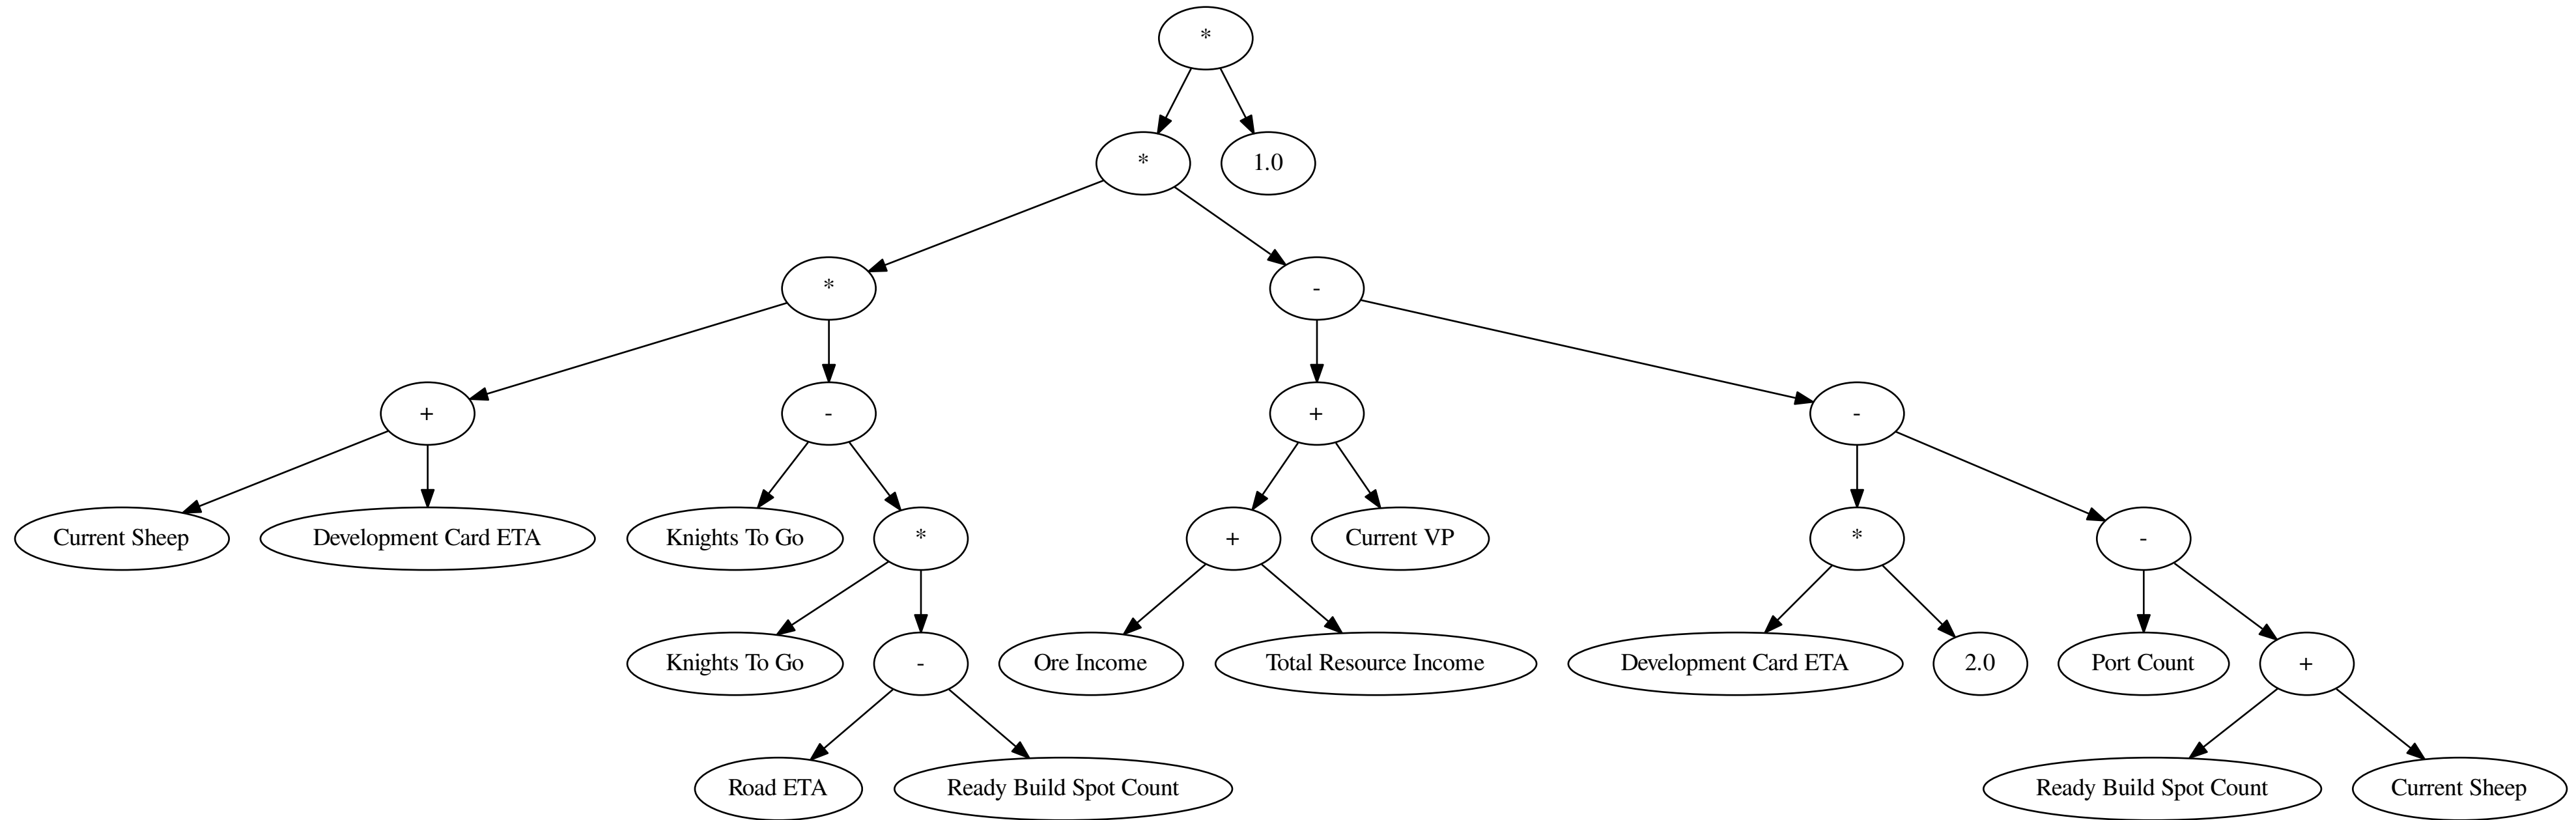 *
* 1.0
* -
+ - + -
Current Sheep Development Card ETA Knights To Go * + Current VP * -
Knights To Go - Ore Income Total Resource Income Development Card ETA 2.0 Port Count +
Road ETA Ready Build Spot Count Ready Build Spot Count Current Sheep